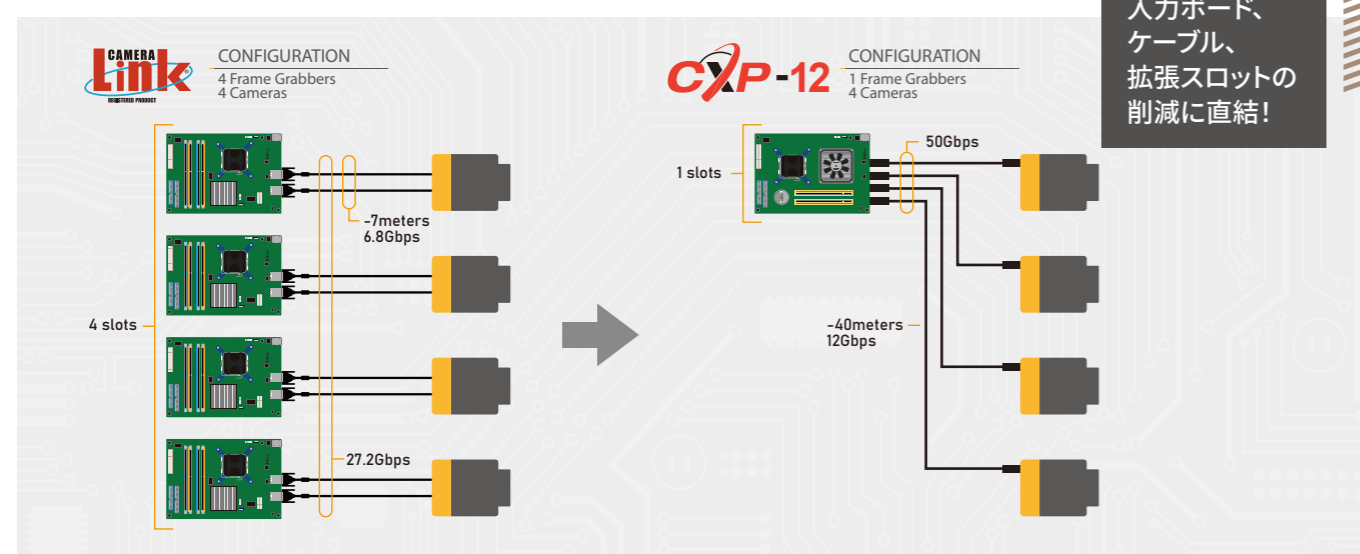 CAMERA
Link
REGISTERED PRODUCT
CONFIGURATION
4 Frame Grabbers
4 Cameras
4 slots
-7meters
6.8Gbps
27.2Gbps
CXP-12
CONFIGURATION
1 Frame Grabbers
4 Cameras
1 slots
50Gbps
-40meters
12Gbps
入力ボード、
ケーブル、
拡張スロットの
削減に直結!